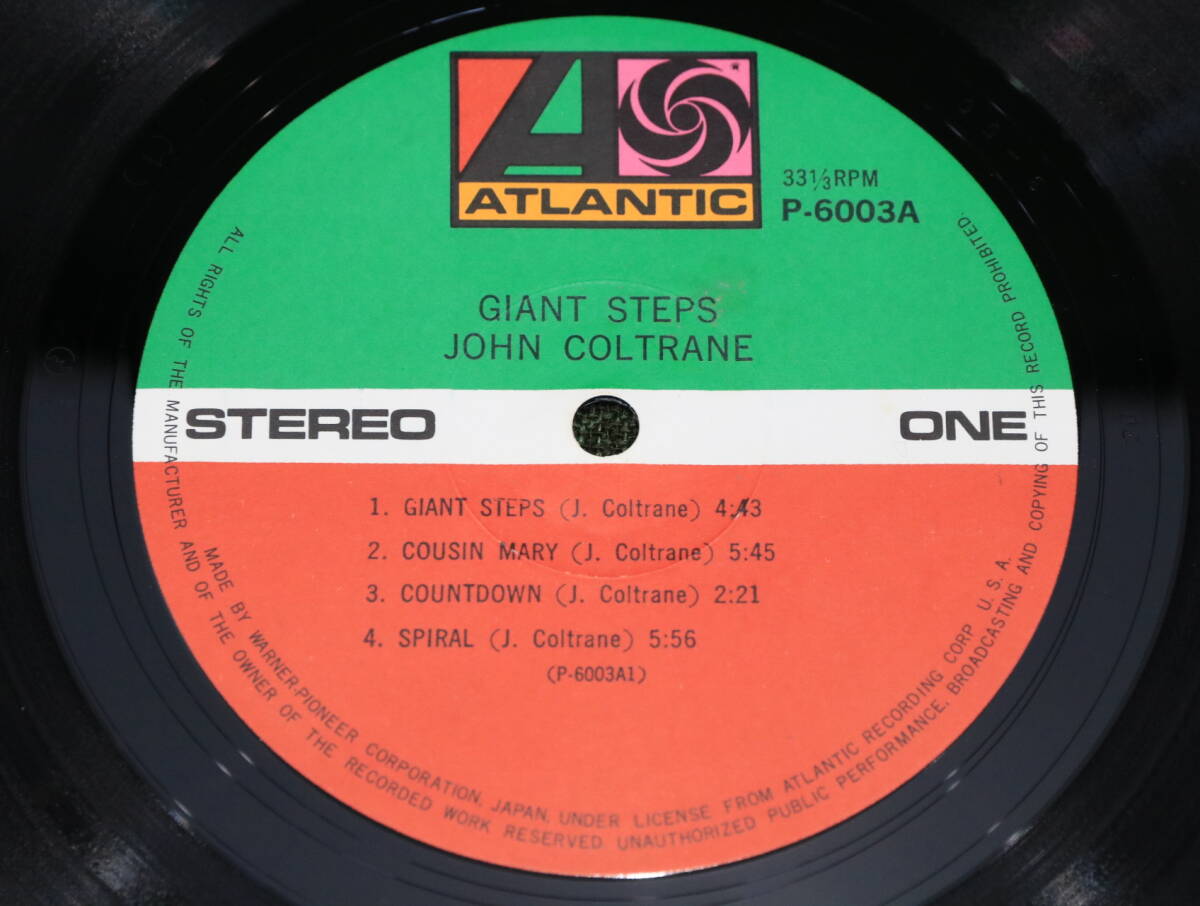 ATLANTIC
33⅓RPM
P-6003A
GIANT STEPS
JOHN COLTRANE
STEREO
ONE
1. GIANT STEPS (J. Coltrane) 4:43
2. COUSIN MARY (J. Coltrane) 5:45
3. COUNTDOWN (J. Coltrane) 2:21
4. SPIRAL (J. Coltrane) 5:56
(P-6003A1)
MADE BY WARNER-PIONEER CORPORATION, JAPAN, UNDER LICENSE FROM ATLANTIC RECORDING CORP U. S. A.
ALL RIGHTS OF THE MANUFACTURER AND OF THE OWNER OF THE RECORDED WORK RESERVED UNAUTHORIZED PUBLIC PERFORMANCE, BROADCASTING AND COPYING OF THIS RECORD PROHIBITED.